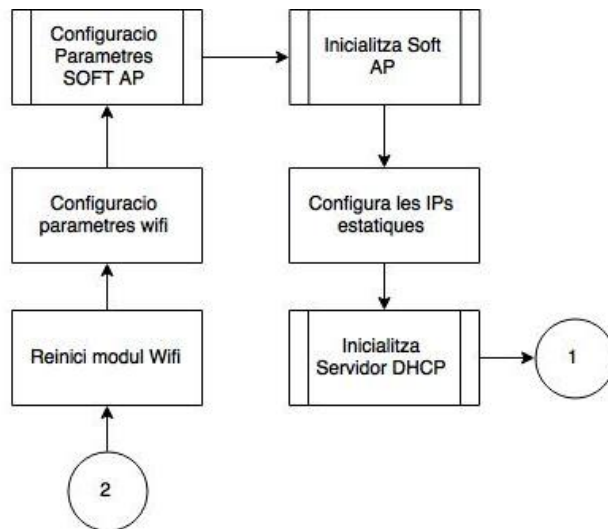 Configuracio
Parametres
SOFT AP
Inicialitza Soft
AP
Configuracio
parametres wifi
Configura les IPs
estatiques
Reinici modul Wifi
Inicialitza
Servidor DHCP
1
2